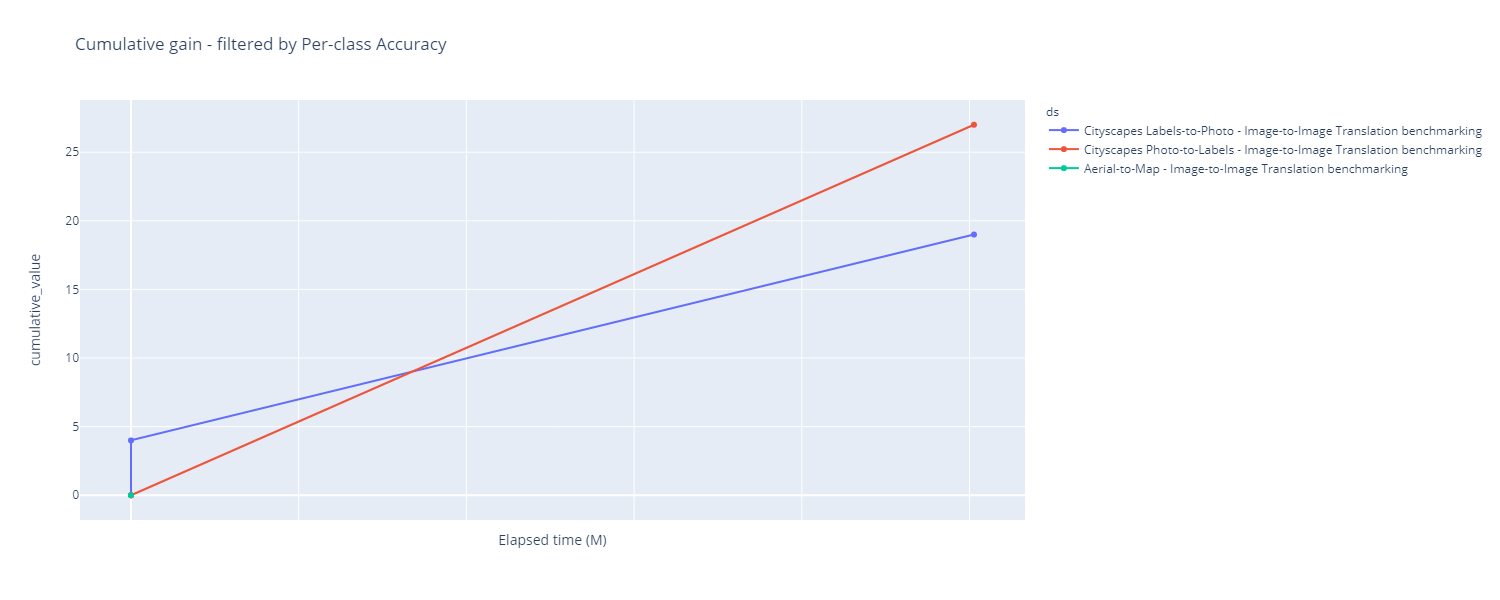 Cumulative gain - filtered by Per-class Accuracy
ds
Cityscapes Labels-to-Photo - Image-to-Image Translation benchmarking
Cityscapes Photo-to-Labels - Image-to-Image Translation benchmarking
Aerial-to-Map - Image-to-Image Translation benchmarking
25
20
15
10
5
0
cumulative_value
Elapsed time (M)